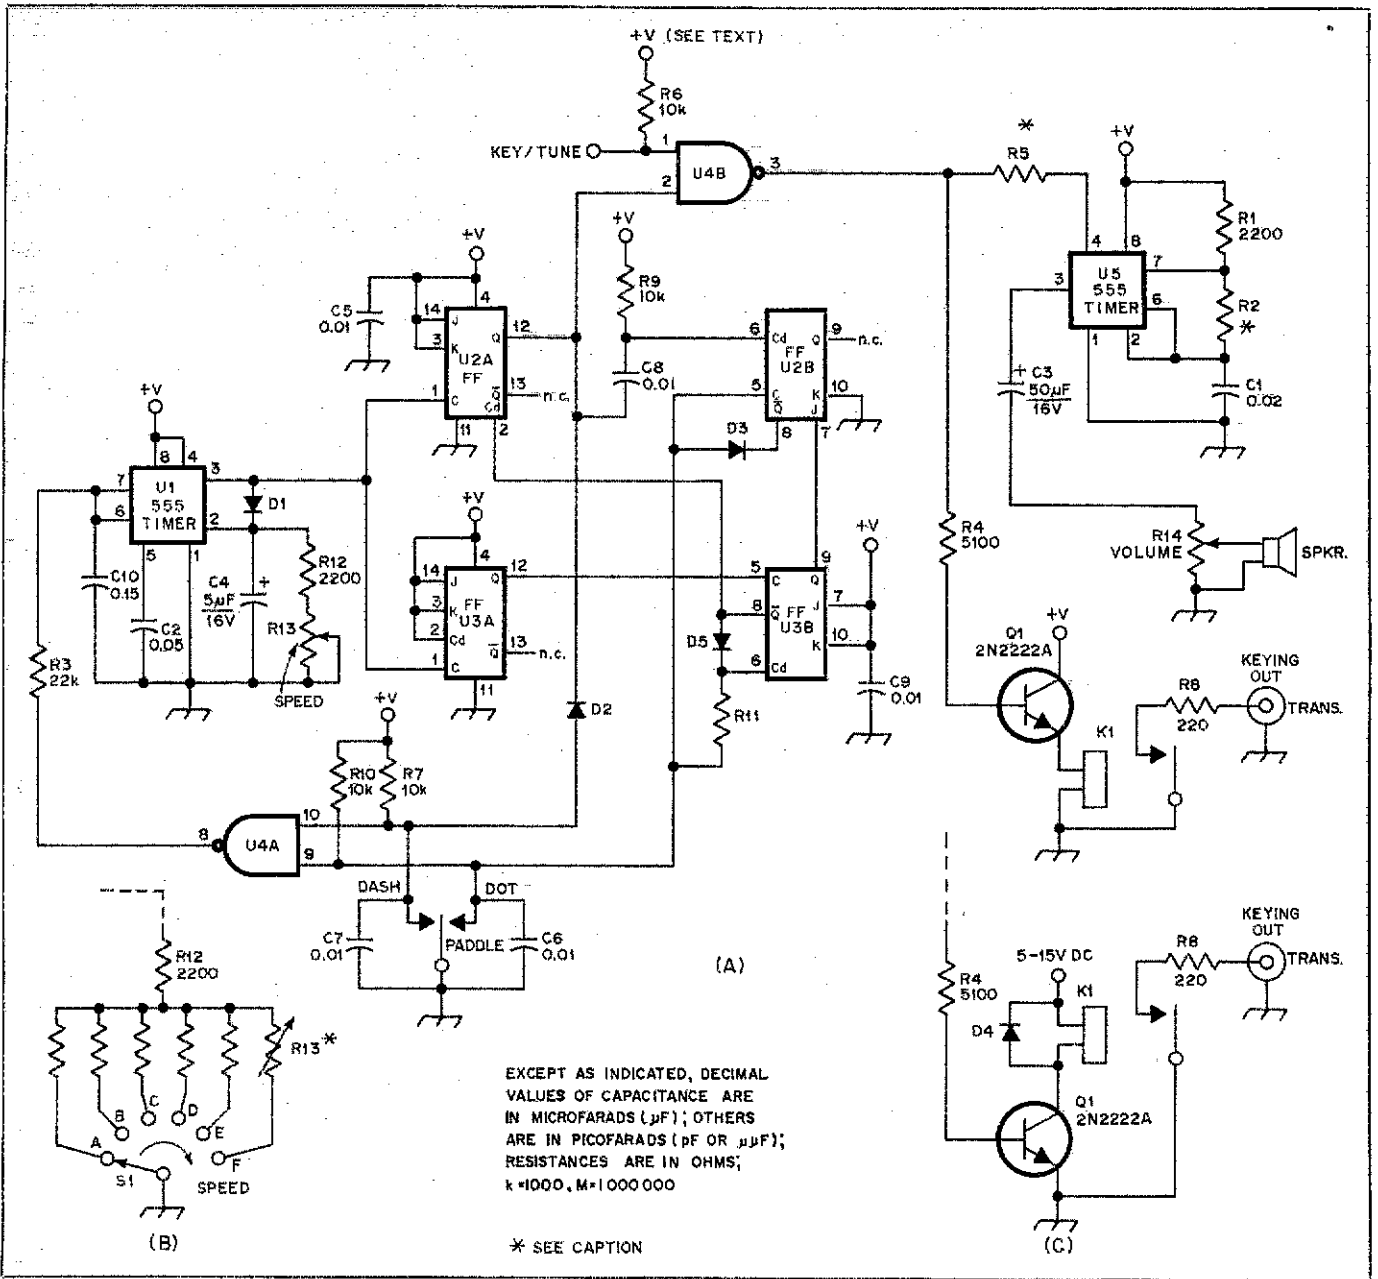 +V (SEE TEXT)
R6
10k
KEY/TUNE
1
2
U4B
3
*
R5
+V
R1
2200
4
8
7
3
U5
555
TIMER
6
R2
*
1
2
+
C3
50µF
16V
C1
0.02
+V
C5
0.01
4
14
J
3
K
Q
12
U2A
FF
Q̄
13
n.c.
1
C
Cd
11
2
+V
R9
10k
C8
0.01
6
Cd
Q
9
n.c.
FF
U2B
5
C
K
10
Q̄
J
8
7
D3
+V
8
4
7
U1
3
555
6
TIMER
2
5
1
D1
C10
0.15
C2
0.05
C4
5µF
16V
+
R12
2200
R13
SPEED
R3
22k
+V
4
14
J
Q
12
3
K
FF
U3A
2
Cd
Q̄
13
n.c.
1
C
11
9
5
C
Q
8
Q̄
FF
U3B
J
7
K
10
6
Cd
D5
R11
+V
C9
0.01
R4
5100
R14
VOLUME
SPKR.
D2
+V
R10
10k
R7
10k
8
U4A
10
9
DASH
DOT
C7
0.01
PADDLE
C6
0.01
(A)
+V
Q1
2N2222A
K1
R8
220
KEYING
OUT
TRANS.
R12
2200
R13*
A
B
C
D
E
F
S1
SPEED
(B)
EXCEPT AS INDICATED, DECIMAL
VALUES OF CAPACITANCE ARE
IN MICROFARADS (µF); OTHERS
ARE IN PICOFARADS (pF OR µµF);
RESISTANCES ARE IN OHMS;
k=1000, M=1000000
* SEE CAPTION
R4
5100
5-15V DC
D4
K1
Q1
2N2222A
R8
220
KEYING
OUT
TRANS.
(C)